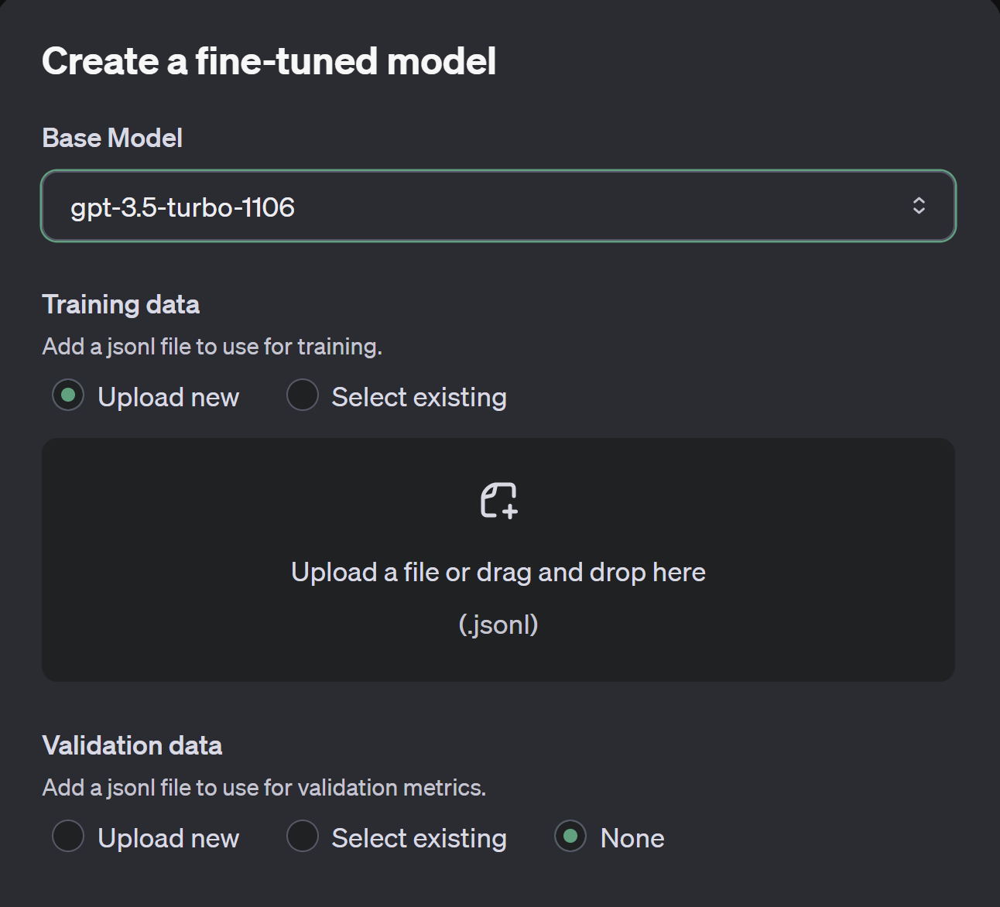 Create a fine-tuned model
Base Model
gpt-3.5-turbo-1106
Training data
Add a jsonl file to use for training.
Upload new Select existing
Upload a file or drag and drop here
(.jsonl)
Validation data
Add a jsonl file to use for validation metrics.
Upload new Select existing None